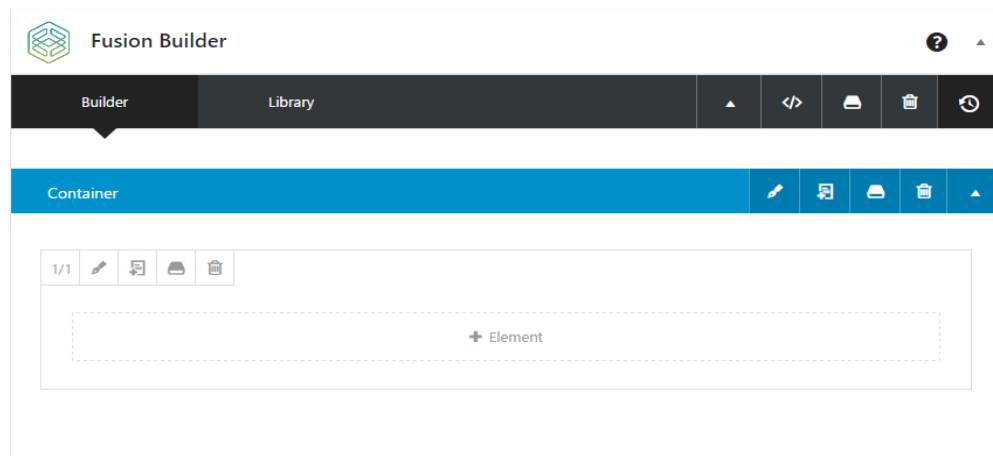 Fusion Builder
Builder Library
Container
1/1
Element